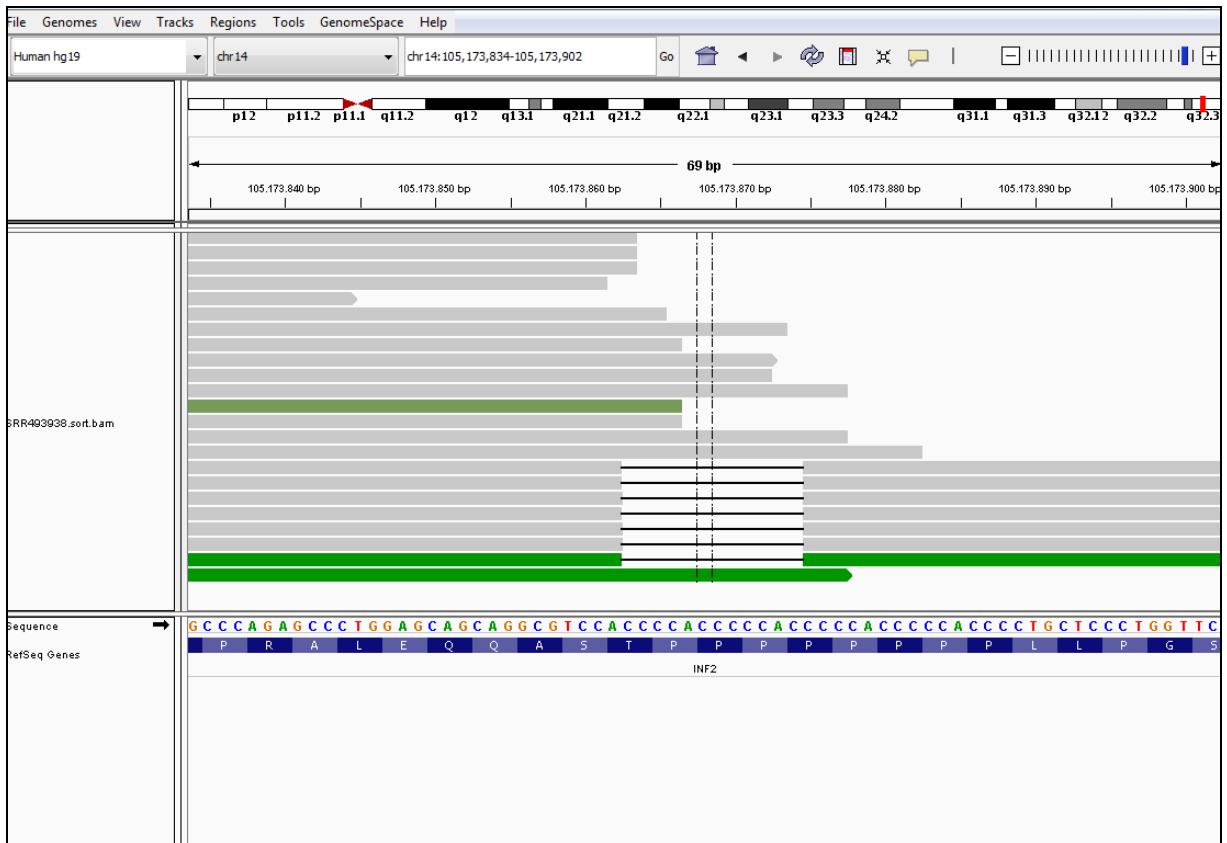 File Genomes View Tracks Regions Tools GenomeSpace Help
Human hg19 chr14 chr14:105,173,834-105,173,902 Go
p12 p11.2 p11.1 q11.2 q12 q13.1 q21.1 q21.2 q22.1 q23.1 q23.3 q24.2 q31.1 q31.3 q32.12 q32.2 q32.3
69 bp
105.173.840 bp 105.173.850 bp 105.173.860 bp 105.173.870 bp 105.173.880 bp 105.173.890 bp 105.173.900 bp
SRR493938.sort.bam
Sequence G C C C A G A G C C C T G G A G C A G C A G G C G T C C A C C C C A C C C C C A C C C C C A C C C C C A C C C C T G C T C C C T G G T T C
RefSeq Genes P R A L E Q Q A S T P P P P P P P P L L P G S
INF2